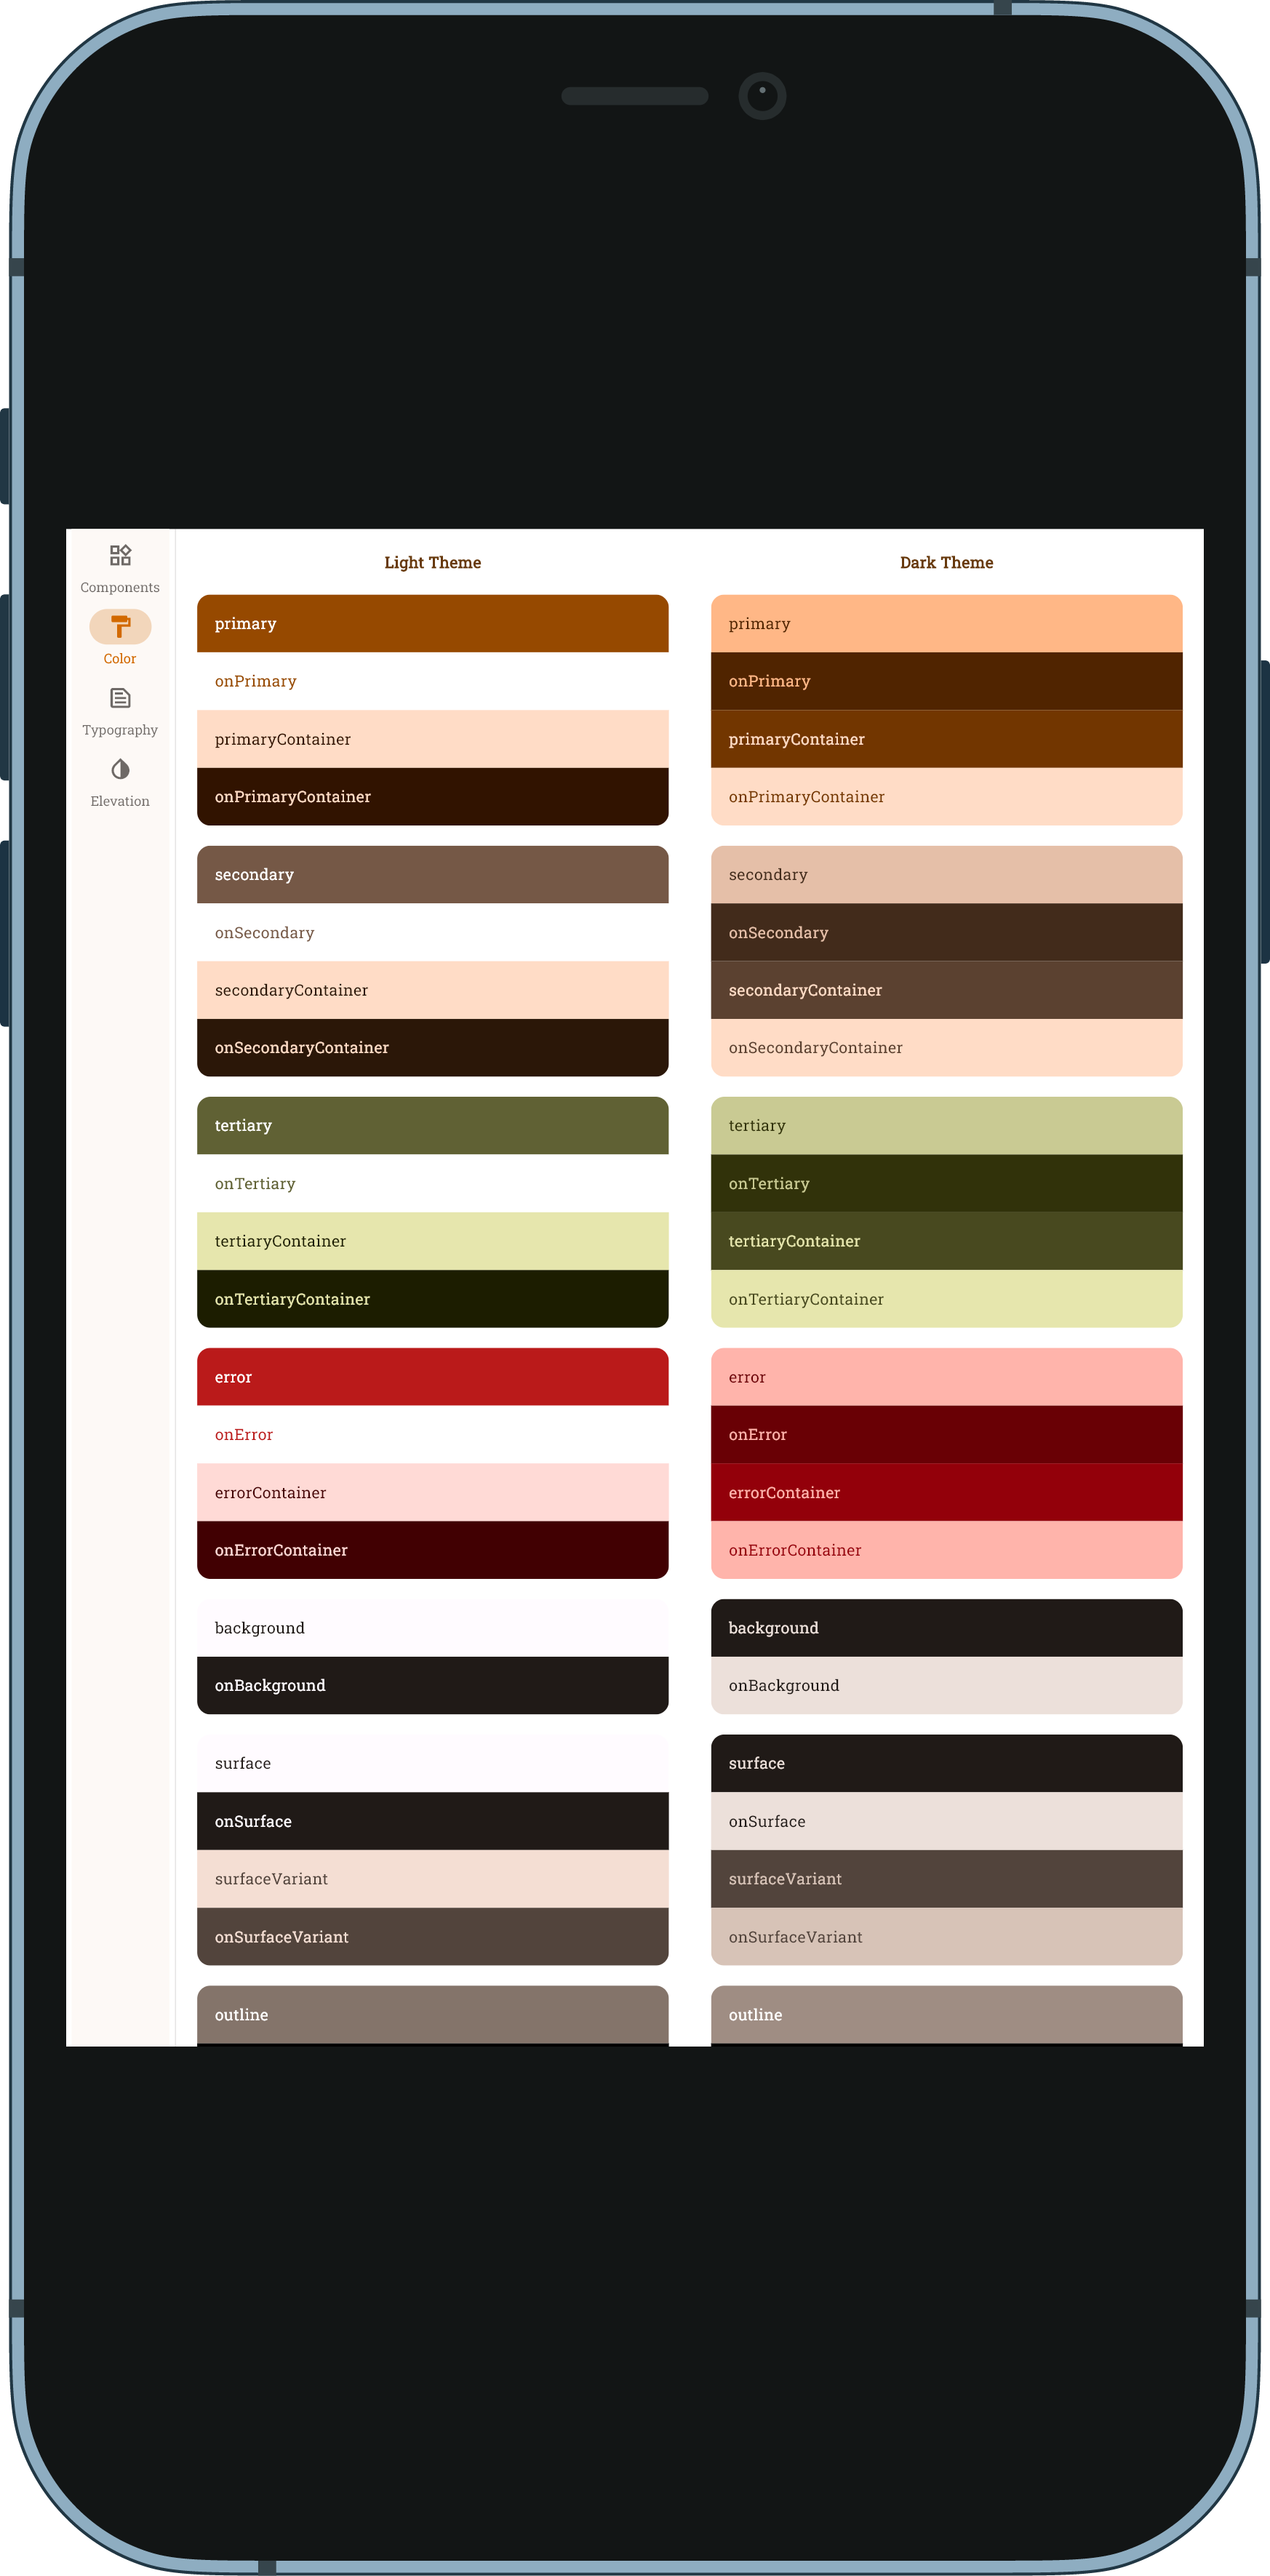 Components
Color
Typography
Elevation
Light Theme
primary
onPrimary
primaryContainer
onPrimaryContainer
secondary
onSecondary
secondaryContainer
onSecondaryContainer
tertiary
onTertiary
tertiaryContainer
onTertiaryContainer
error
onError
errorContainer
onErrorContainer
background
onBackground
surface
onSurface
surfaceVariant
onSurfaceVariant
outline
Dark Theme
primary
onPrimary
primaryContainer
onPrimaryContainer
secondary
onSecondary
secondaryContainer
onSecondaryContainer
tertiary
onTertiary
tertiaryContainer
onTertiaryContainer
error
onError
errorContainer
onErrorContainer
background
onBackground
surface
onSurface
surfaceVariant
onSurfaceVariant
outline